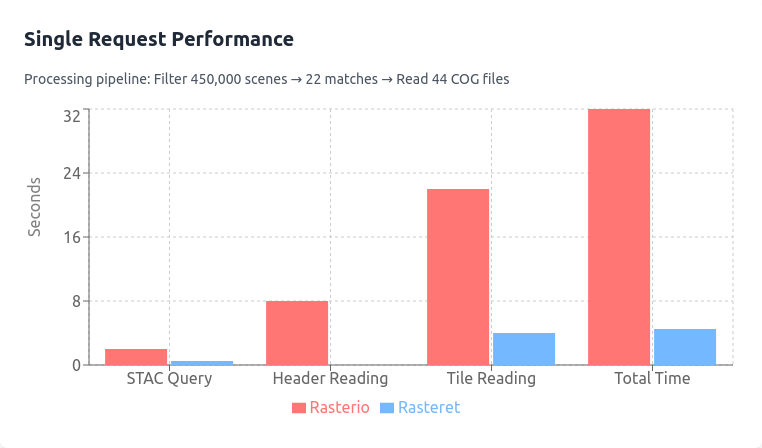 Single Request Performance
Processing pipeline: Filter 450,000 scenes → 22 matches → Read 44 COG files
32
24
16
8
0
Seconds
STAC Query Header Reading Tile Reading Total Time
Rasterio Rasteret